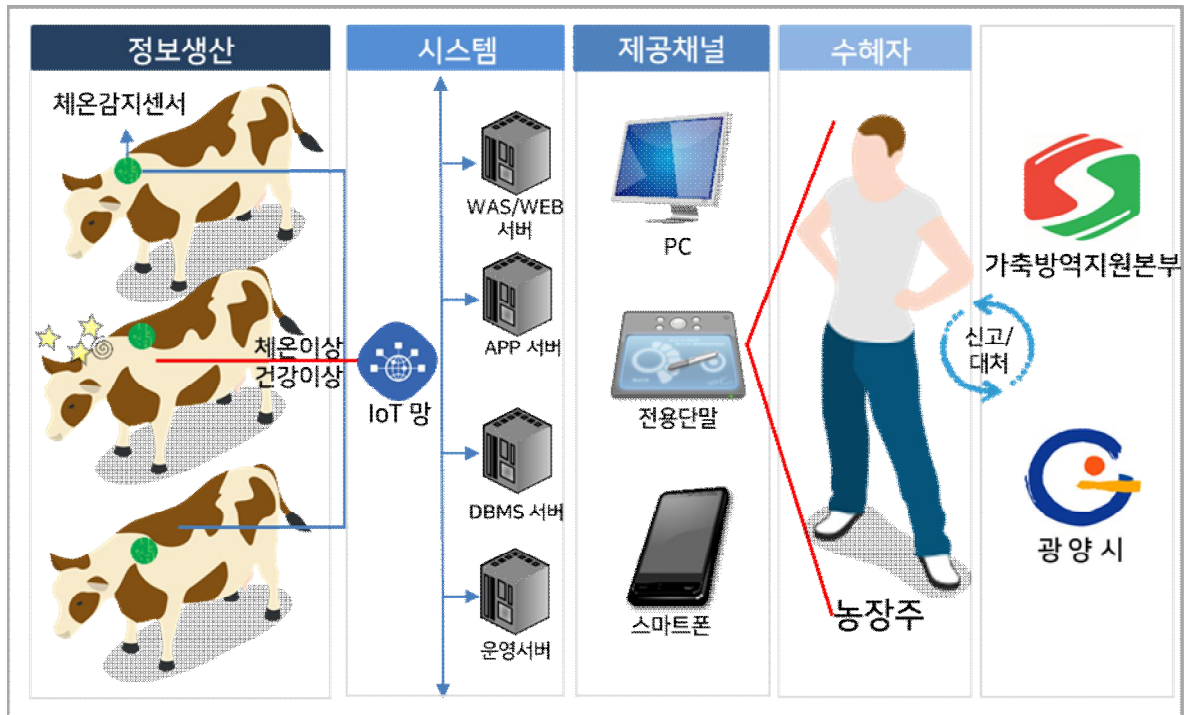 정보생산
시스템
제공채널
수혜자
체온감지센서
체온이상
건강이상
IoT 망
WAS/WEB
서버
APP 서버
DBMS 서버
운영서버
PC
전용단말
스마트폰
농장주
신고/
대처
가축방역지원본부
광양시